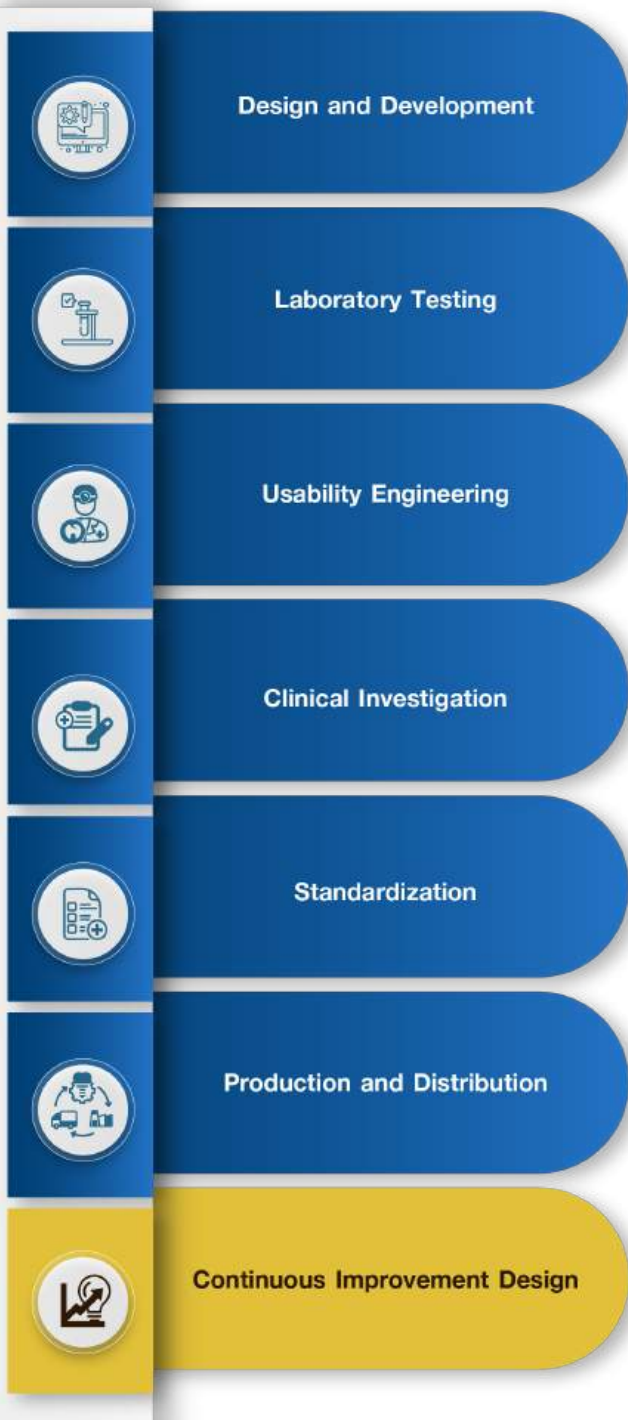 Design and Development
Laboratory Testing
Usability Engineering
Clinical Investigation
Standardization
Production and Distribution
Continuous Improvement Design